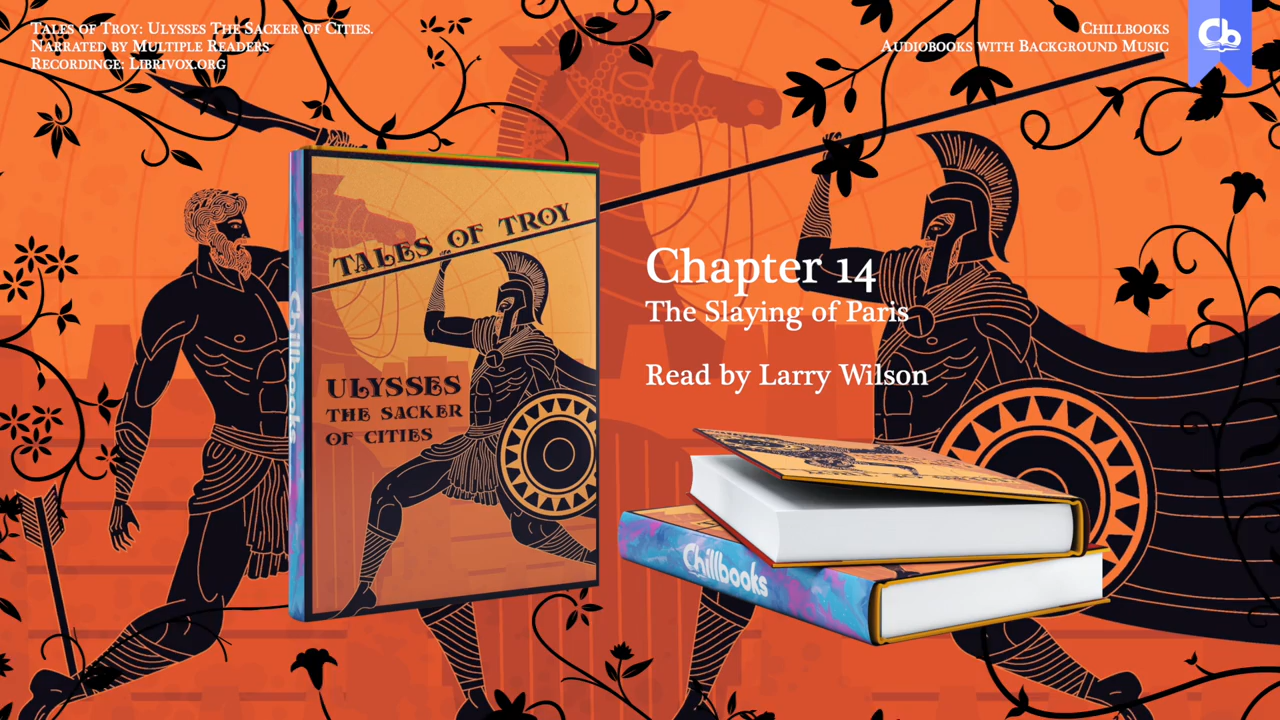 Tales of Troy: Ulysses The Sacker of Cities.
Narrated by Multiple Readers
Recordinge: Librivox.org
Chillbooks
Audiobooks with Background Music
Cb
TALES OF TROY
ULYSSES
THE SACKER
OF CITIES
Chillbooks
Chapter 14
The Slaying of Paris
Read by Larry Wilson
Chillbooks